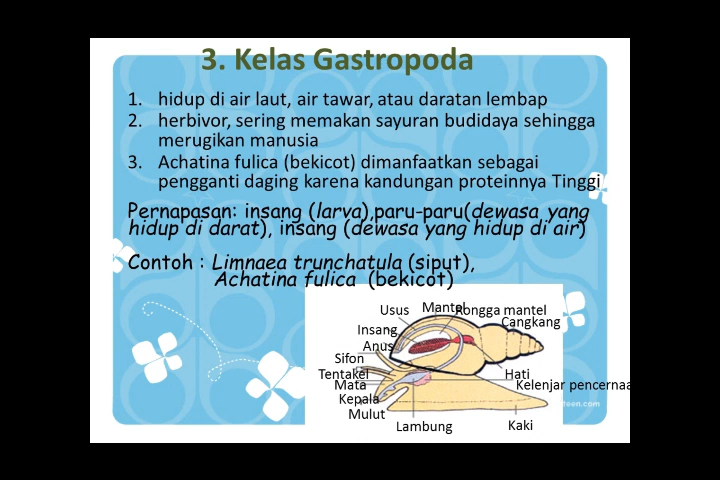 3. Kelas Gastropoda
1. hidup di air laut, air tawar, atau daratan lembap
2. herbivor, sering memakan sayuran budidaya sehingga
merugikan manusia
3. Achatina fulica (bekicot) dimanfaatkan sebagai
pengganti daging karena kandungan proteinnya Tinggi
Pernapasan: insang (larva),paru-paru(dewasa yang
hidup di darat), insang (dewasa yang hidup di air)
Contoh : Limnaea trunchatula (siput),
Achatina fulica (bekicot)
Usus
Mantel
Rongga mantel
Cangkang
Insang
Anus
Sifon
Tentakel
Hati
Mata
Kelenjar pencernaa
Kepala
Mulut
Lambung
Kaki